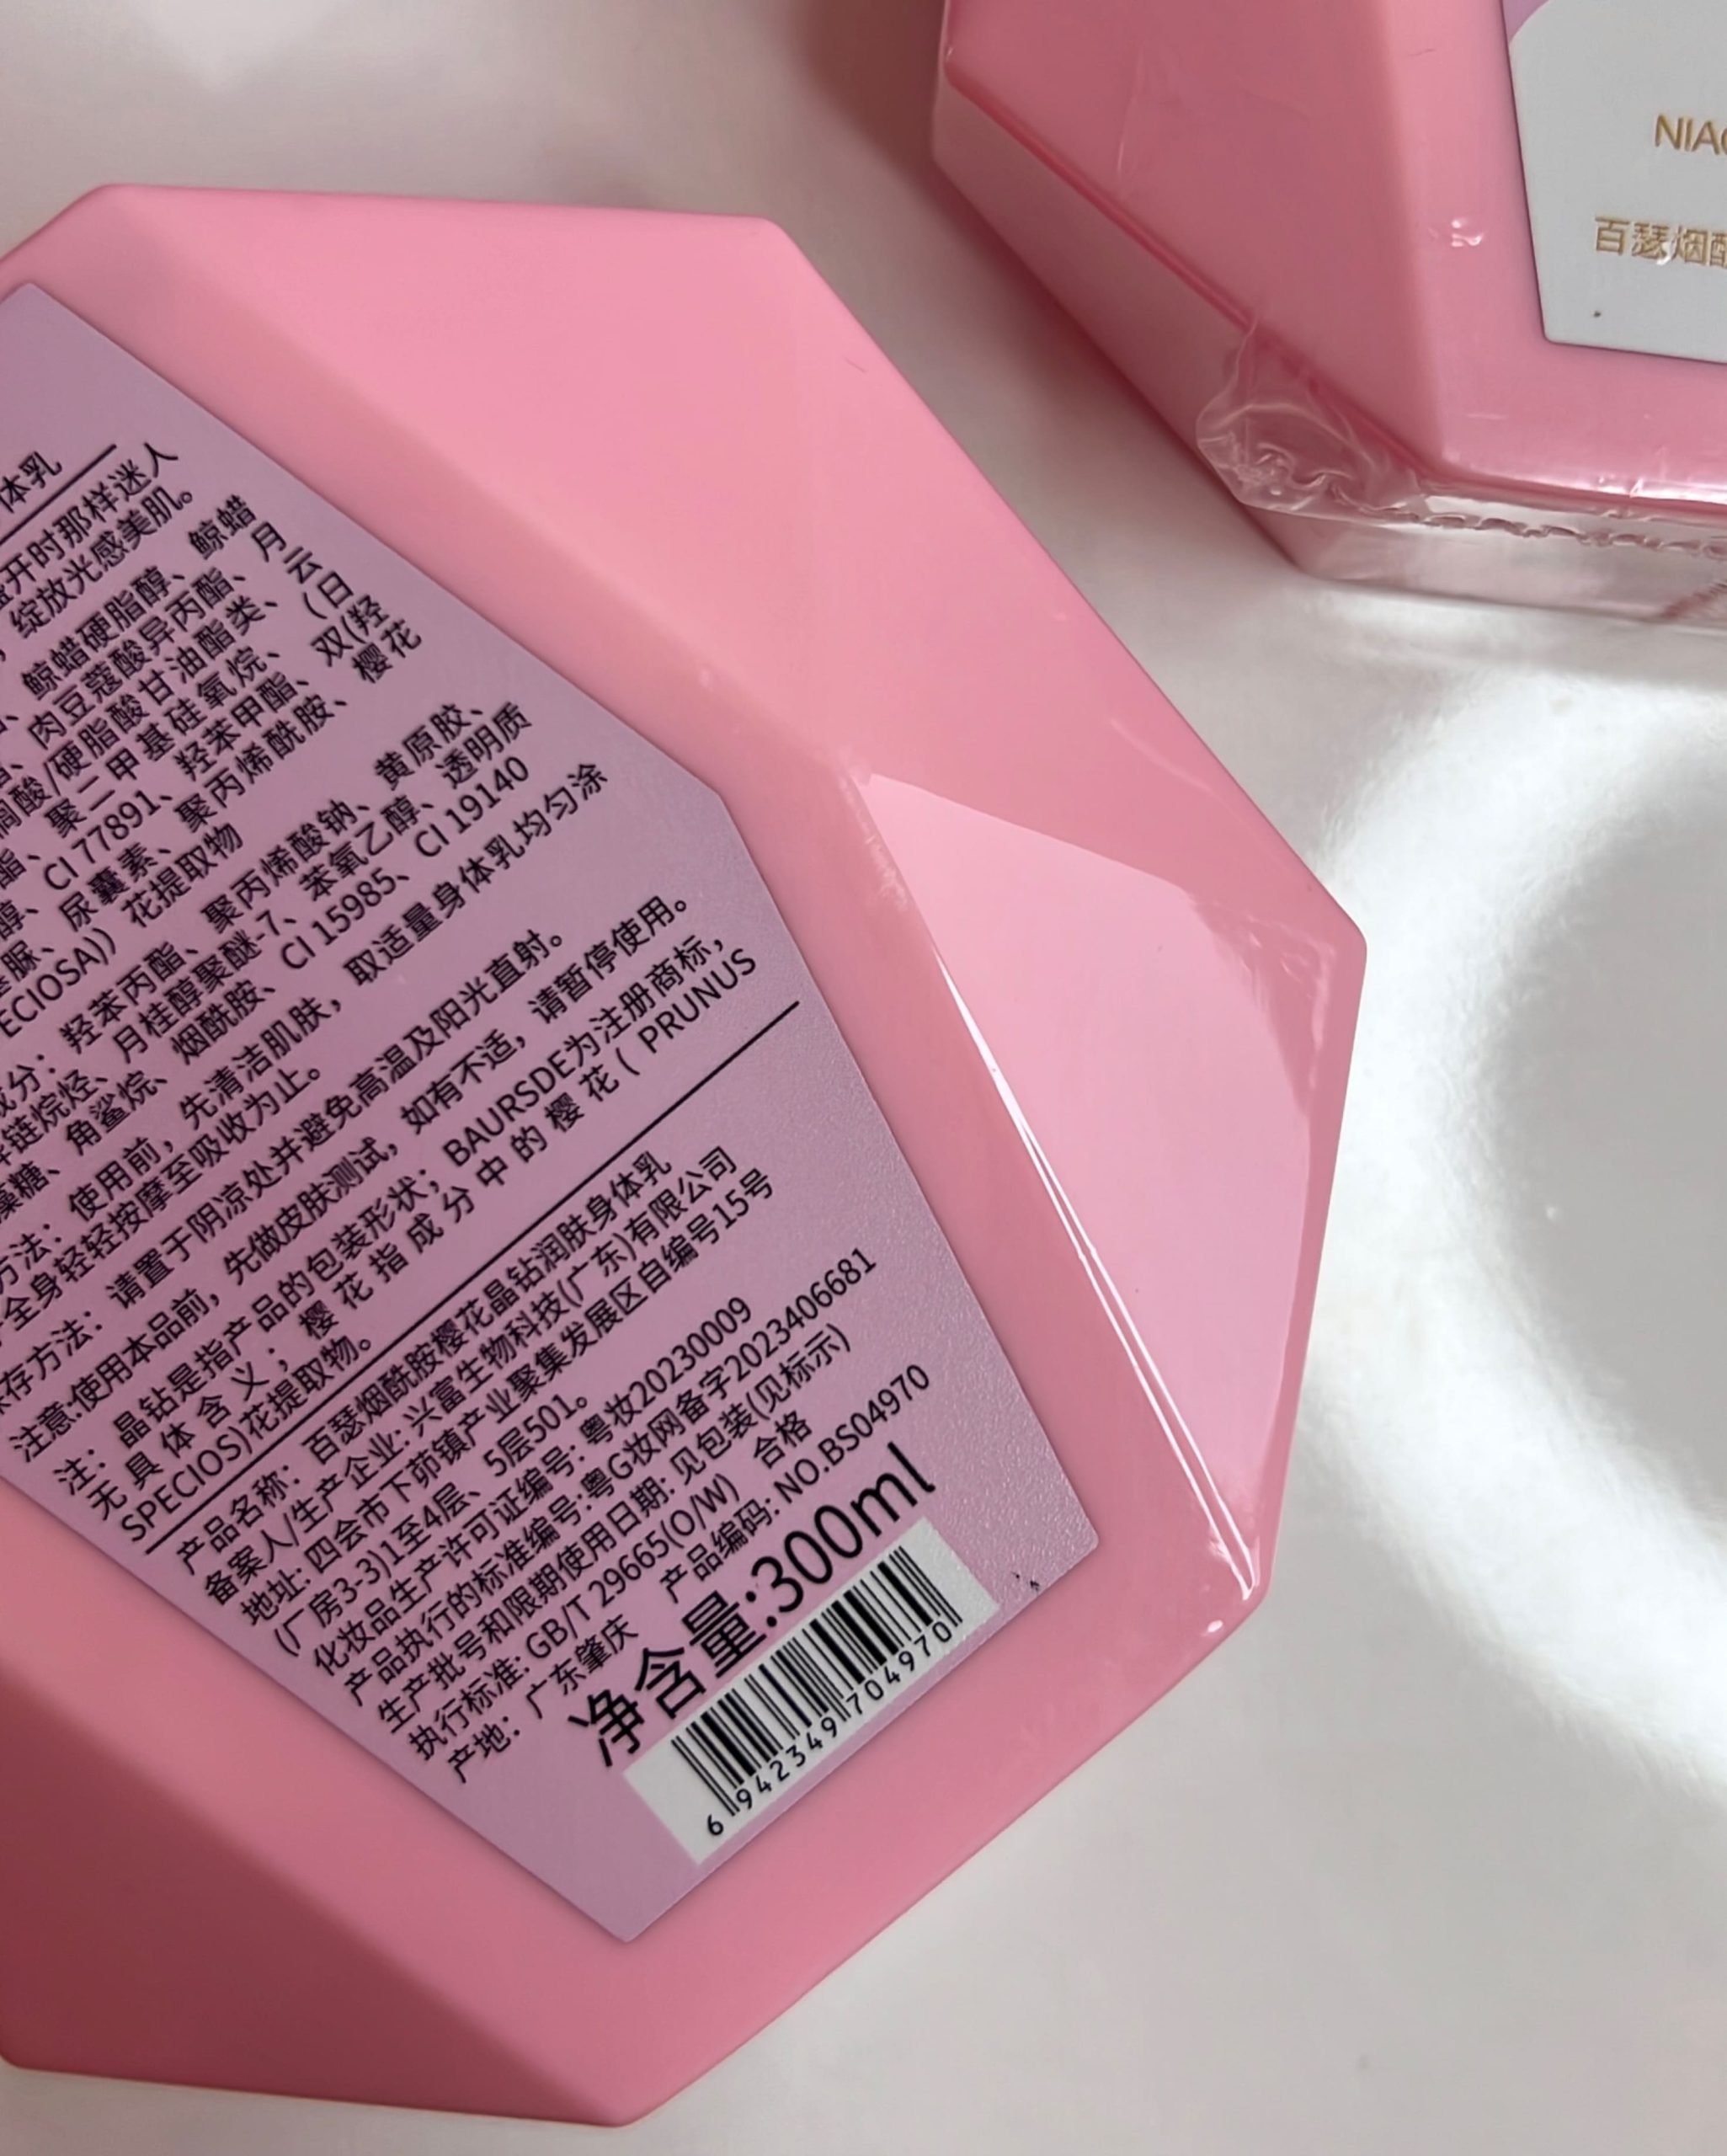 体乳
盛开时那样迷人
绽放光感美肌。
鲸蜡硬脂醇、鲸蜡
肉豆蔻酸异丙酯、月
酸/硬脂酸甘油酯类、云
聚二甲基硅氧烷、(日
酯、CI 77891、羟苯甲酯、双(羟
醇、尿囊素、聚丙烯酰胺、樱花
脲、
ECIOSA)) 花提取物
成分: 羟苯丙酯、聚丙烯酸钠、黄原胶、
链烷烃、月桂醇聚醚-7、苯氧乙醇、透明质
藻糖、角鲨烷、烟酰胺、CI 15985、CI 19140
方法: 使用前, 先清洁肌肤, 取适量身体乳均匀涂
全身轻轻按摩至吸收为止。
存方法: 请置于阴凉处并避免高温及阳光直射。
注意:使用本品前, 先做皮肤测试, 如有不适, 请暂停使用。
注: 晶钻是指产品的包装形状; BAURSDE为注册商标,
无具体含义; 樱花指成分中的樱花( PRUNUS
SPECIOS)花提取物。
产品名称: 百瑟烟酰胺樱花晶钻润肤身体乳
备案人/生产企业: 兴富生物科技(广东)有限公司
地址: 四会市下茆镇产业聚集发展区自编号15号
(厂房3-3)1至4层、5层501。
化妆品生产许可证编号: 粤妆20230009
产品执行的标准编号:粤G妆网备字2023406681
生产批号和限期使用日期: 见包装(见标示)
执行标准: GB/T 29665(O/W) 合格
产地: 广东肇庆 产品编码: NO.BS04970
净含量:300ml
6 942349 704970
NIAC
百瑟烟酰